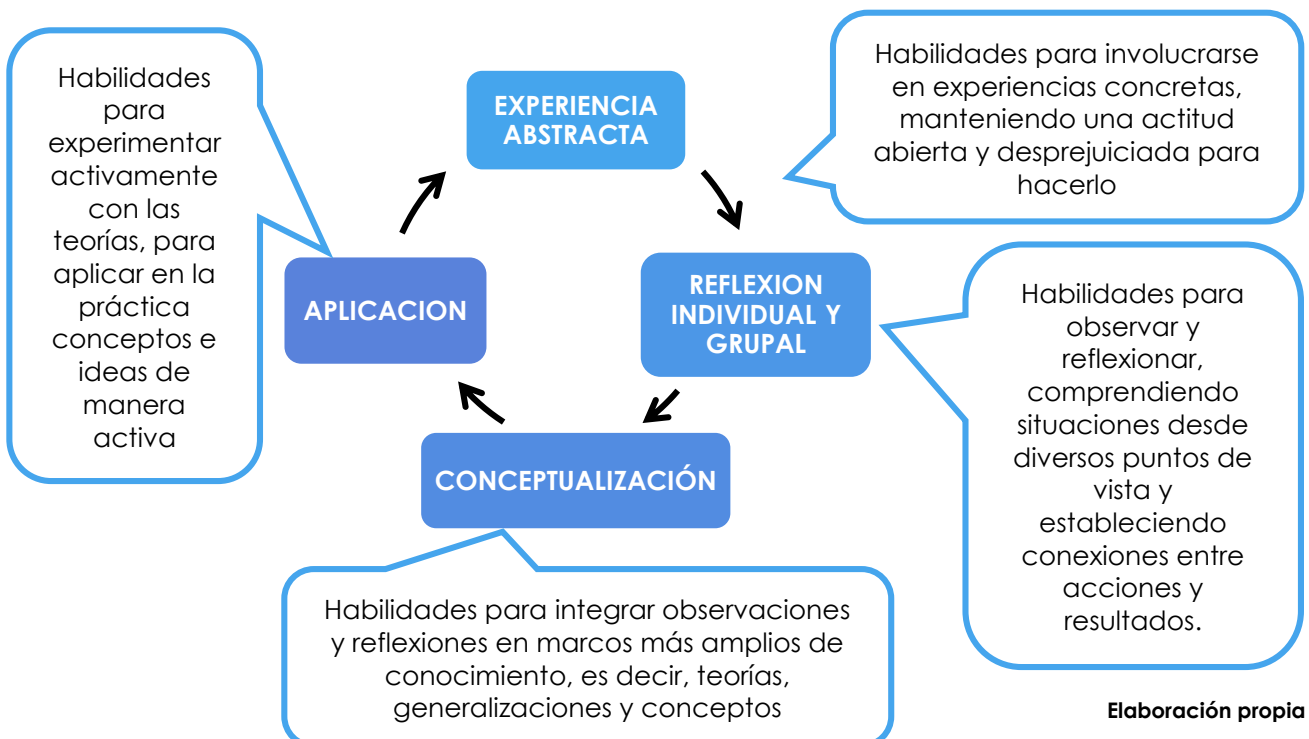 Habilidades
para
experimentar
activamente
con las
teorías, para
aplicar en la
práctica
conceptos e
ideas de
manera
activa
EXPERIENCIA
ABSTRACTA
Habilidades para involucrarse
en experiencias concretas,
manteniendo una actitud
abierta y desprejuiciada para
hacerlo
APLICACION
REFLEXION
INDIVIDUAL Y
GRUPAL
Habilidades para
observar y
reflexionar,
comprendiendo
situaciones desde
diversos puntos de
vista y
estableciendo
conexiones entre
acciones y
resultados.
CONCEPTUALIZACIÓN
Habilidades para integrar observaciones
y reflexiones en marcos más amplios de
conocimiento, es decir, teorías,
generalizaciones y conceptos
Elaboración propia